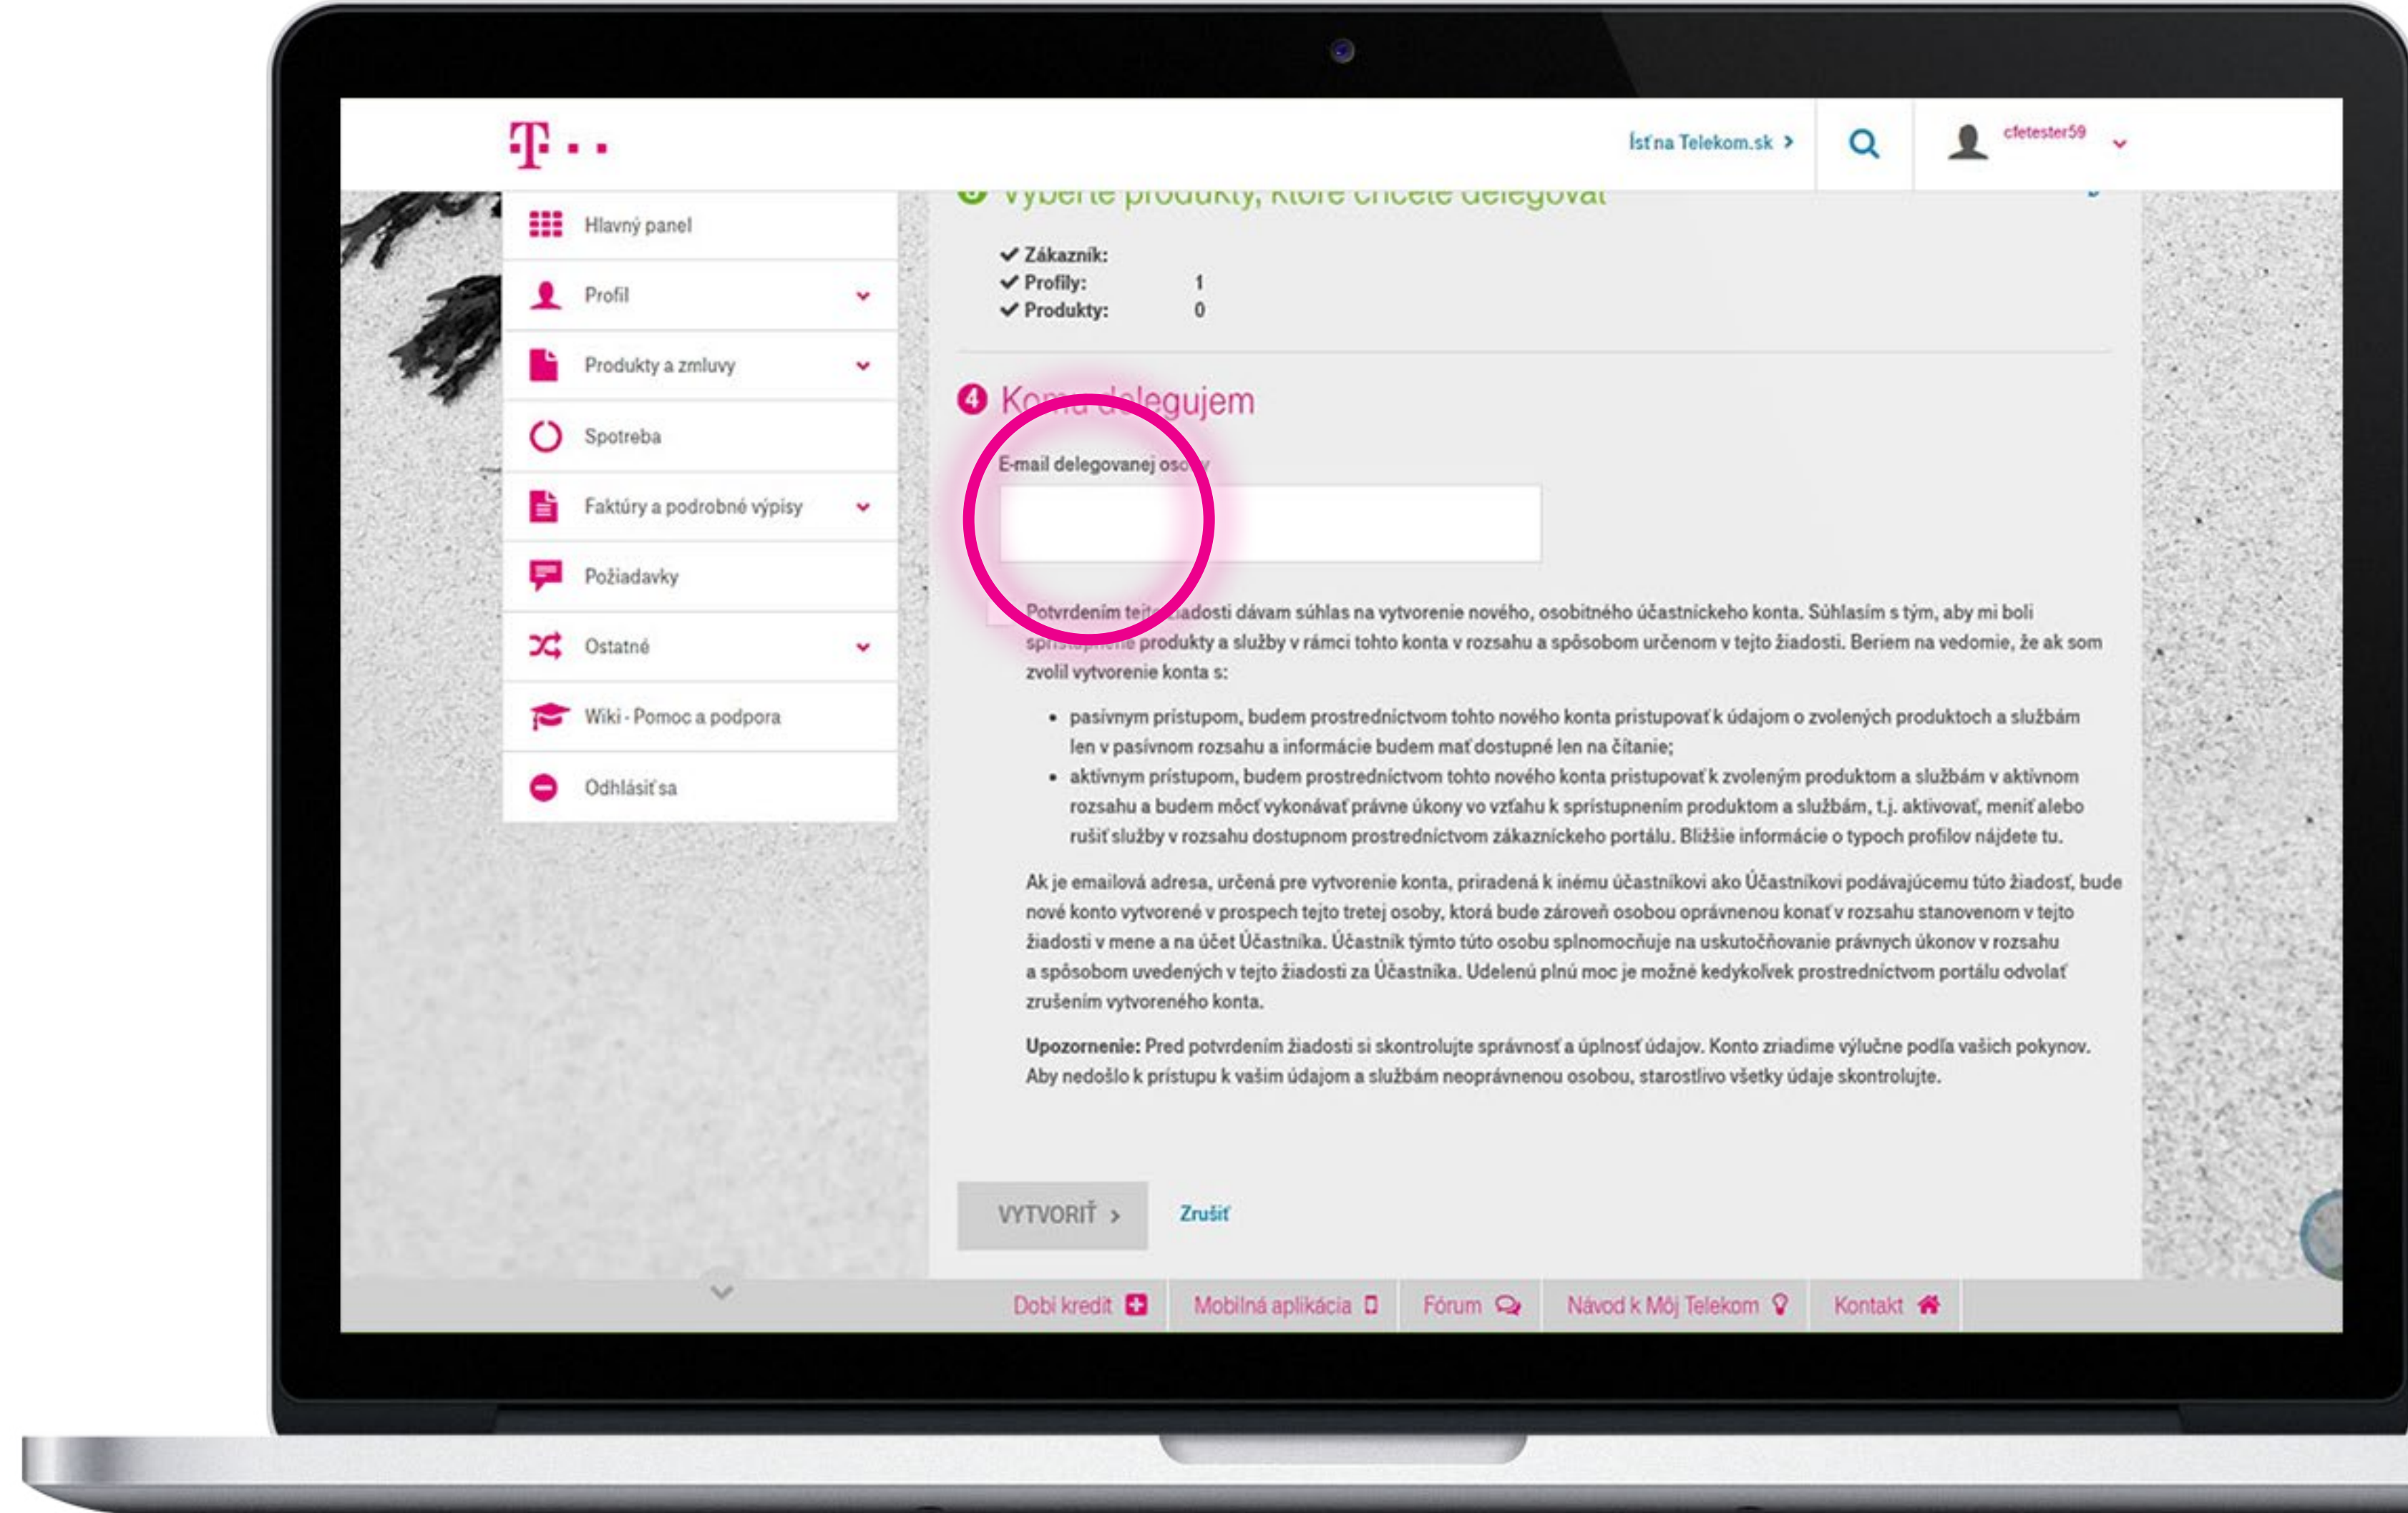 T
Ísť na Telekom.sk >
cfetester59
Hlavný panel
Profil
Produkty a zmluvy
Spotreba
Faktúry a podrobné výpisy
Požiadavky
Ostatné
Wiki - Pomoc a podpora
Odhlásiť sa
Vyberte produkty, ktoré chcete delegovať
Zákazník:
Profily: 1
Produkty: 0
4 Komu delegujem
E-mail delegovanej osoby
Potvrdením tejto žiadosti dávam súhlas na vytvorenie nového, osobitného účastníckeho konta. Súhlasím s tým, aby mi boli
sprístupnené produkty a služby v rámci tohto konta v rozsahu a spôsobom určenom v tejto žiadosti. Beriem na vedomie, že ak som
zvolil vytvorenie konta s:
• pasívnym prístupom, budem prostredníctvom tohto nového konta pristupovať k údajom o zvolených produktoch a službám
len v pasívnom rozsahu a informácie budem mať dostupné len na čítanie;
• aktívnym prístupom, budem prostredníctvom tohto nového konta pristupovať k zvoleným produktom a službám v aktívnom
rozsahu a budem môcť vykonávať právne úkony vo vzťahu k sprístupnením produktom a službám, t.j. aktivovať, meniť alebo
rušiť služby v rozsahu dostupnom prostredníctvom zákazníckeho portálu. Bližšie informácie o typoch profilov nájdete tu.
Ak je emailová adresa, určená pre vytvorenie konta, priradená k inému účastníkovi ako Účastníkovi podávajúcemu túto žiadosť, bude
nové konto vytvorené v prospech tejto tretej osoby, ktorá bude zároveň osobou oprávnenou konať v rozsahu stanovenom v tejto
žiadosti v mene a na účet Účastníka. Účastník týmto túto osobu splnomocňuje na uskutočňovanie právnych úkonov v rozsahu
a spôsobom uvedených v tejto žiadosti za Účastníka. Udelenú plnú moc je možné kedykoľvek prostredníctvom portálu odvolať
zrušením vytvoreného konta.
Upozornenie: Pred potvrdením žiadosti si skontrolujte správnosť a úplnosť údajov. Konto zriadime výlučne podľa vašich pokynov.
Aby nedošlo k prístupu k vašim údajom a službám neoprávnenou osobou, starostlivo všetky údaje skontrolujte.
VYTVORIŤ > Zrušiť
Dobi kredit Mobilná aplikácia Fórum Návod k Môj Telekom Kontakt